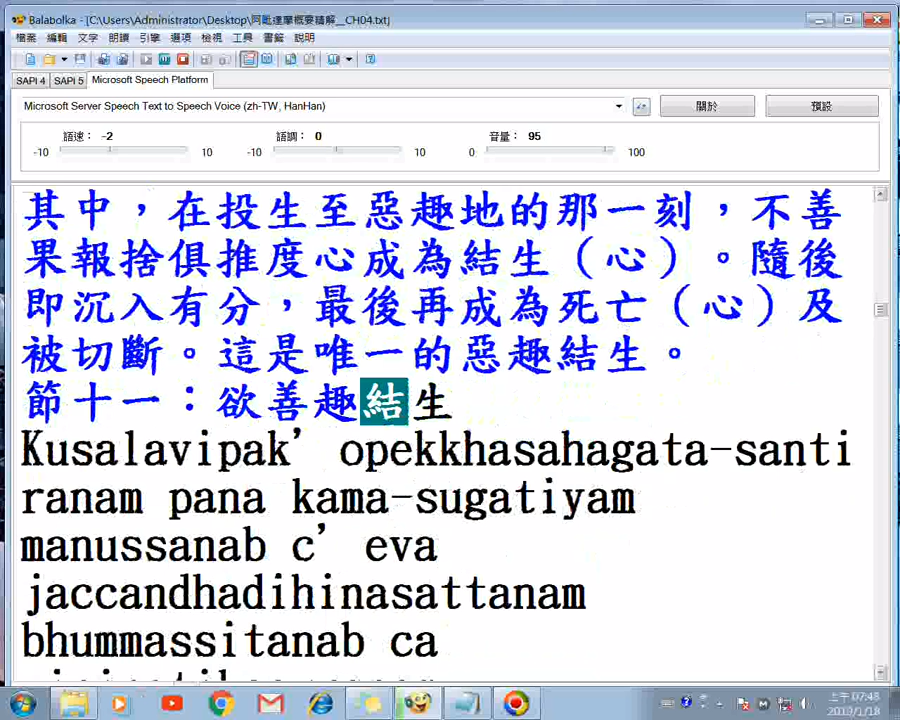 Balabolka - [C:\Users\Administrator\Desktop\阿毗達摩概要精解__CH04.txt]
檔案 編輯 文字 朗讀 引擎 選項 檢視 工具 書籤 說明
SAPI 4 SAPI 5 Microsoft Speech Platform
Microsoft Server Speech Text to Speech Voice (zh-TW, HanHan) 關於 預設
語速： -2 語調： 0 音量： 95
-10 10 -10 10 0 100
其中，在投生至惡趣地的那一刻，不善
果報捨俱推度心成為結生（心）。隨後
即沉入有分，最後再成為死亡（心）及
被切斷。這是唯一的惡趣結生。
節十一：欲善趣結生
Kusalavipak’ opekkhasahagata-santi
ranam pana kama-sugatiyam
manussanab c’ eva
jaccandhadihinasattanam
bhummassitanab ca
上午 07:48
2019/1/18